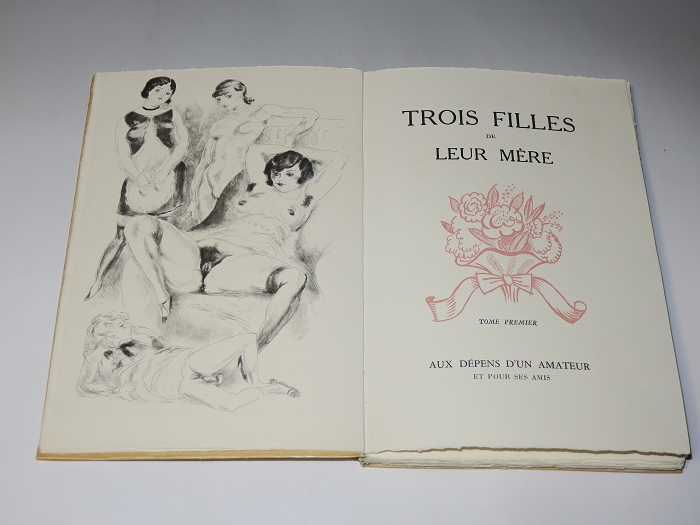 TROIS FILLES
DE
LEUR MÈRE
TOME PREMIER
AUX DÉPENS D'UN AMATEUR
ET POUR SES AMIS